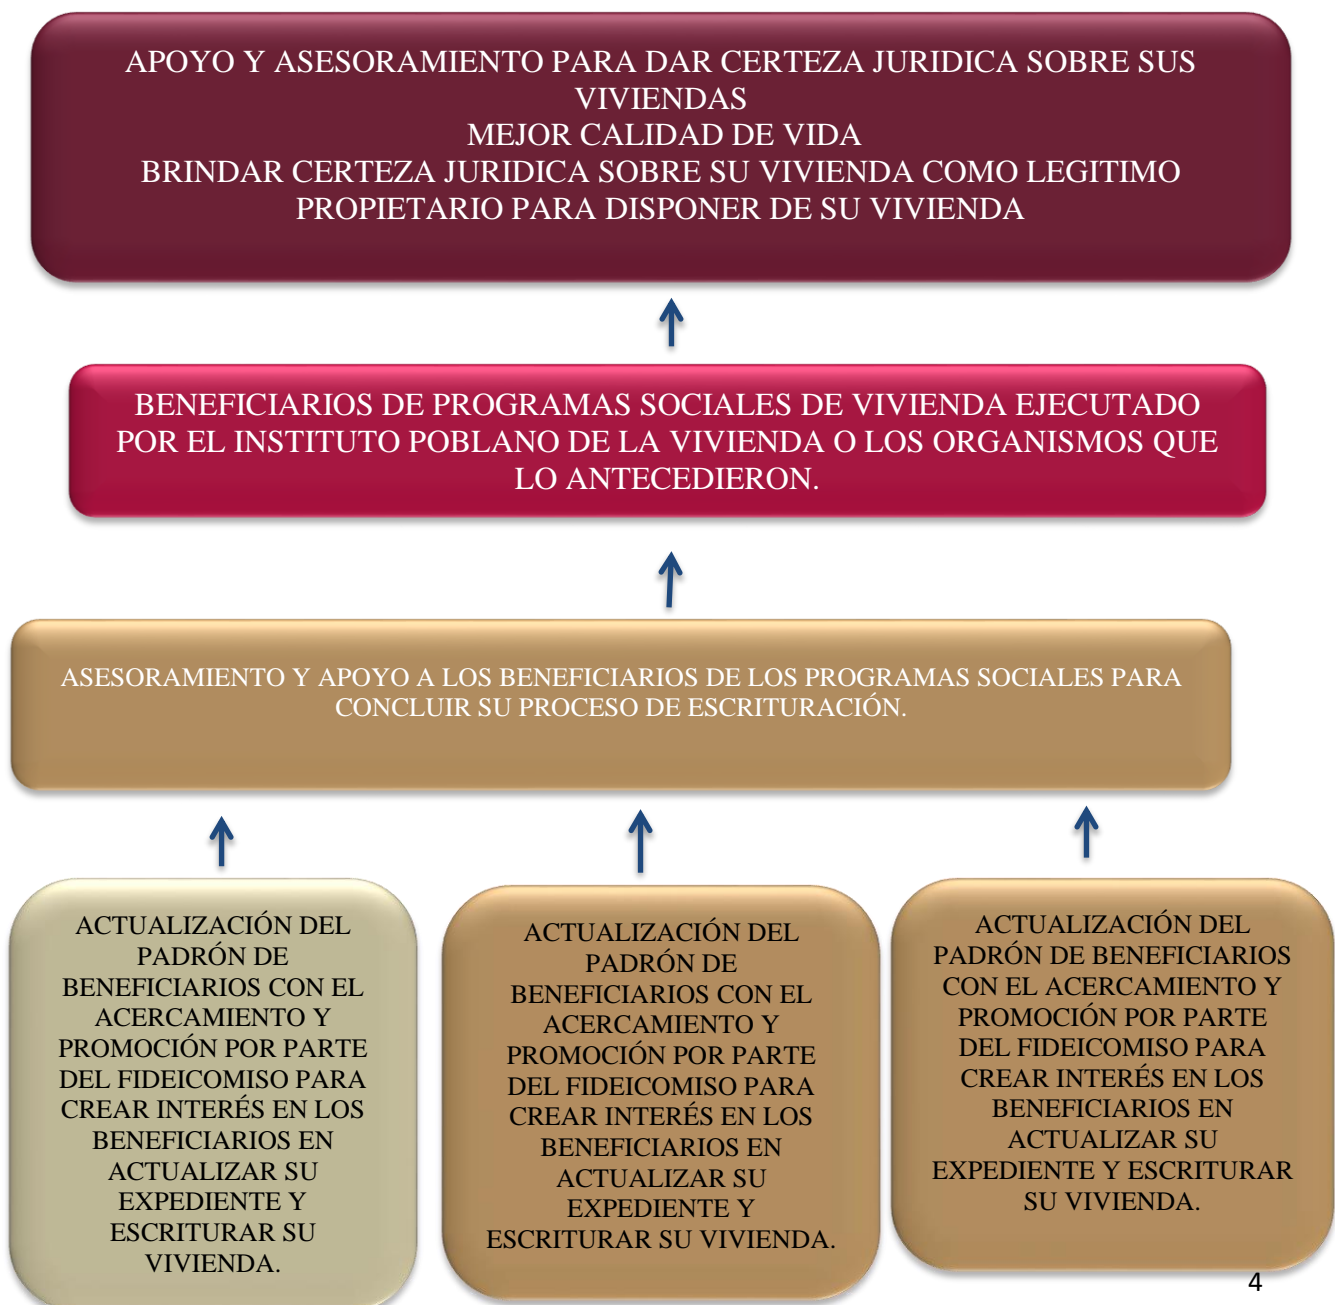 APOYO Y ASESORAMIENTO PARA DAR CERTEZA JURIDICA SOBRE SUS
VIVIENDAS
MEJOR CALIDAD DE VIDA
BRINDAR CERTEZA JURIDICA SOBRE SU VIVIENDA COMO LEGITIMO
PROPIETARIO PARA DISPONER DE SU VIVIENDA
BENEFICIARIOS DE PROGRAMAS SOCIALES DE VIVIENDA EJECUTADO
POR EL INSTITUTO POBLANO DE LA VIVIENDA O LOS ORGANISMOS QUE
LO ANTECEDIERON.
ASESORAMIENTO Y APOYO A LOS BENEFICIARIOS DE LOS PROGRAMAS SOCIALES PARA
CONCLUIR SU PROCESO DE ESCRITURACIÓN.
ACTUALIZACIÓN DEL
PADRÓN DE
BENEFICIARIOS CON EL
ACERCAMIENTO Y
PROMOCIÓN POR PARTE
DEL FIDEICOMISO PARA
CREAR INTERÉS EN LOS
BENEFICIARIOS EN
ACTUALIZAR SU
EXPEDIENTE Y
ESCRITURAR SU
VIVIENDA.
ACTUALIZACIÓN DEL
PADRÓN DE
BENEFICIARIOS CON EL
ACERCAMIENTO Y
PROMOCIÓN POR PARTE
DEL FIDEICOMISO PARA
CREAR INTERÉS EN LOS
BENEFICIARIOS EN
ACTUALIZAR SU
EXPEDIENTE Y
ESCRITURAR SU VIVIENDA.
ACTUALIZACIÓN DEL
PADRÓN DE BENEFICIARIOS
CON EL ACERCAMIENTO Y
PROMOCIÓN POR PARTE
DEL FIDEICOMISO PARA
CREAR INTERÉS EN LOS
BENEFICIARIOS EN
ACTUALIZAR SU
EXPEDIENTE Y ESCRITURAR
SU VIVIENDA.
4